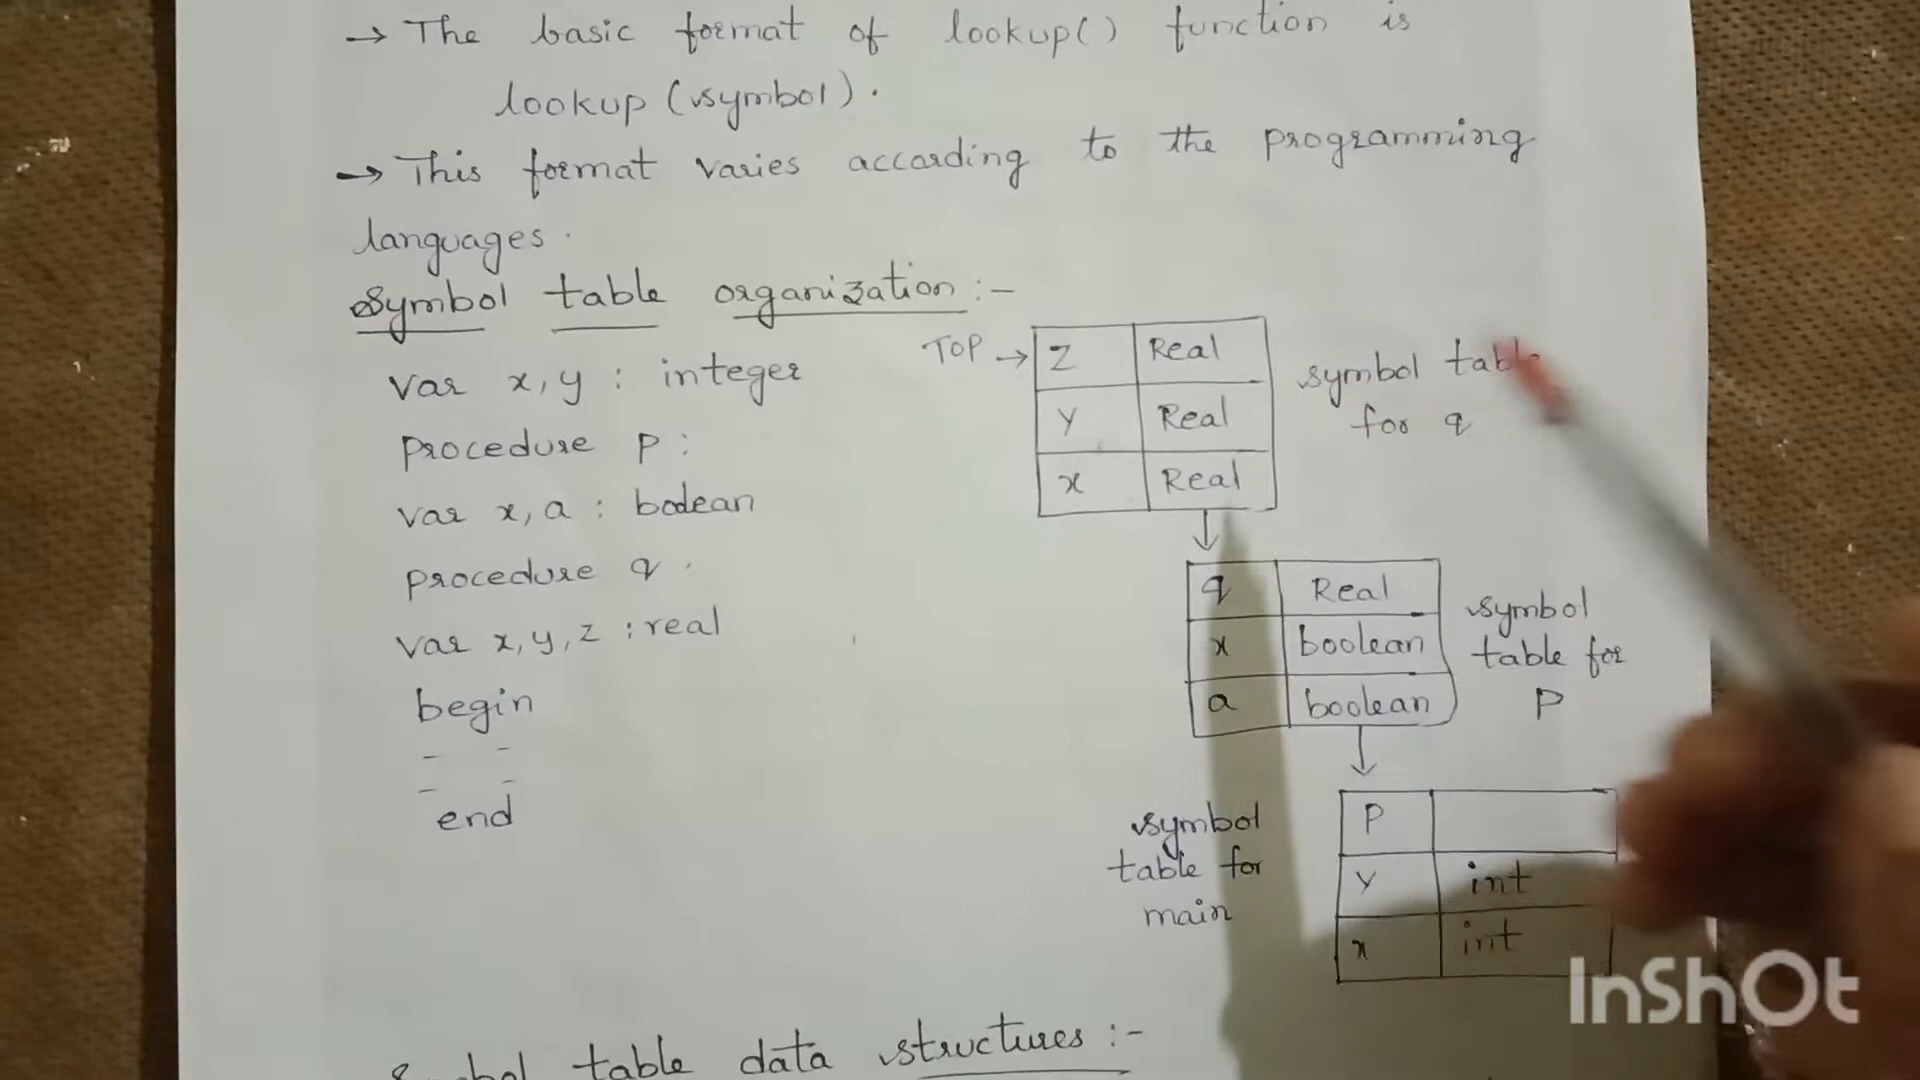 → The basic format of lookup() function is
lookup (symbol).
→ This format varies according to the programming
languages.
Symbol table organization :-
var x, y : integer
procedure p :
var x, a : boolean
procedure q
var x, y, z : real
begin
- -
- -
end
TOP →
Z Real
Y Real
x Real
symbol table
for q
q Real
x boolean
a boolean
symbol
table for
P
symbol
table for
main
P
Y int
x int
Symbol table data structures :-
InShOt